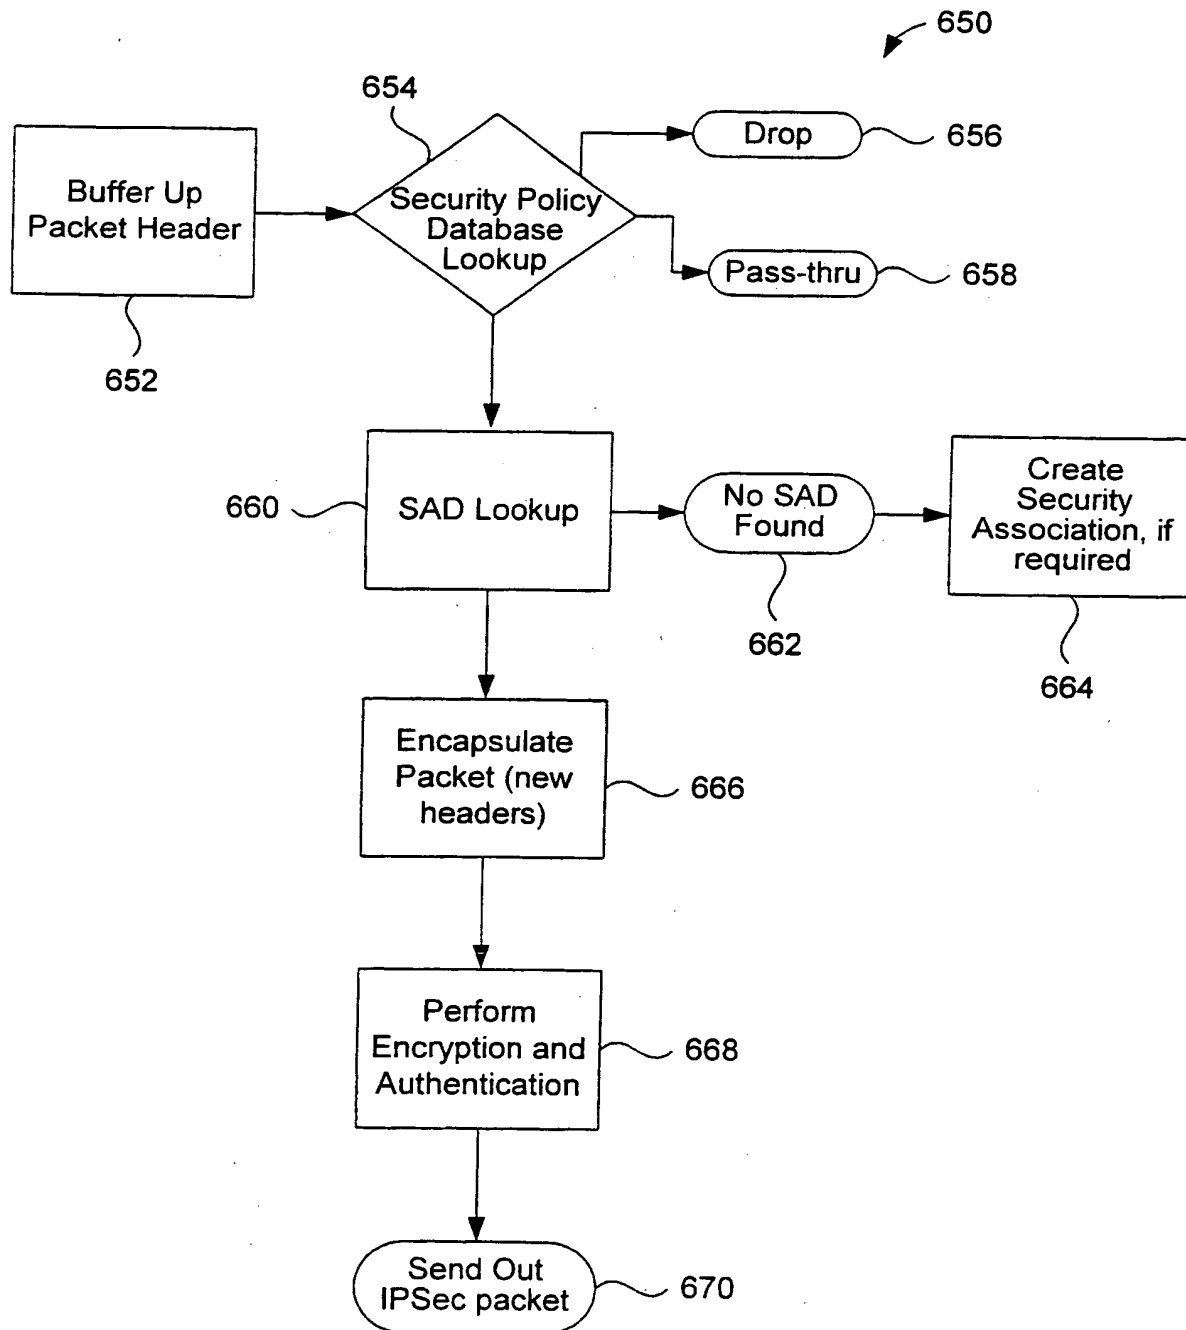 650
654
Drop
656
Buffer Up
Packet Header
Security Policy
Database
Lookup
Pass-thru
658
652
660
SAD Lookup
No SAD
Found
Create
Security
Association, if
required
662
664
Encapsulate
Packet (new
headers)
666
Perform
Encryption and
Authentication
668
Send Out
IPSec packet
670